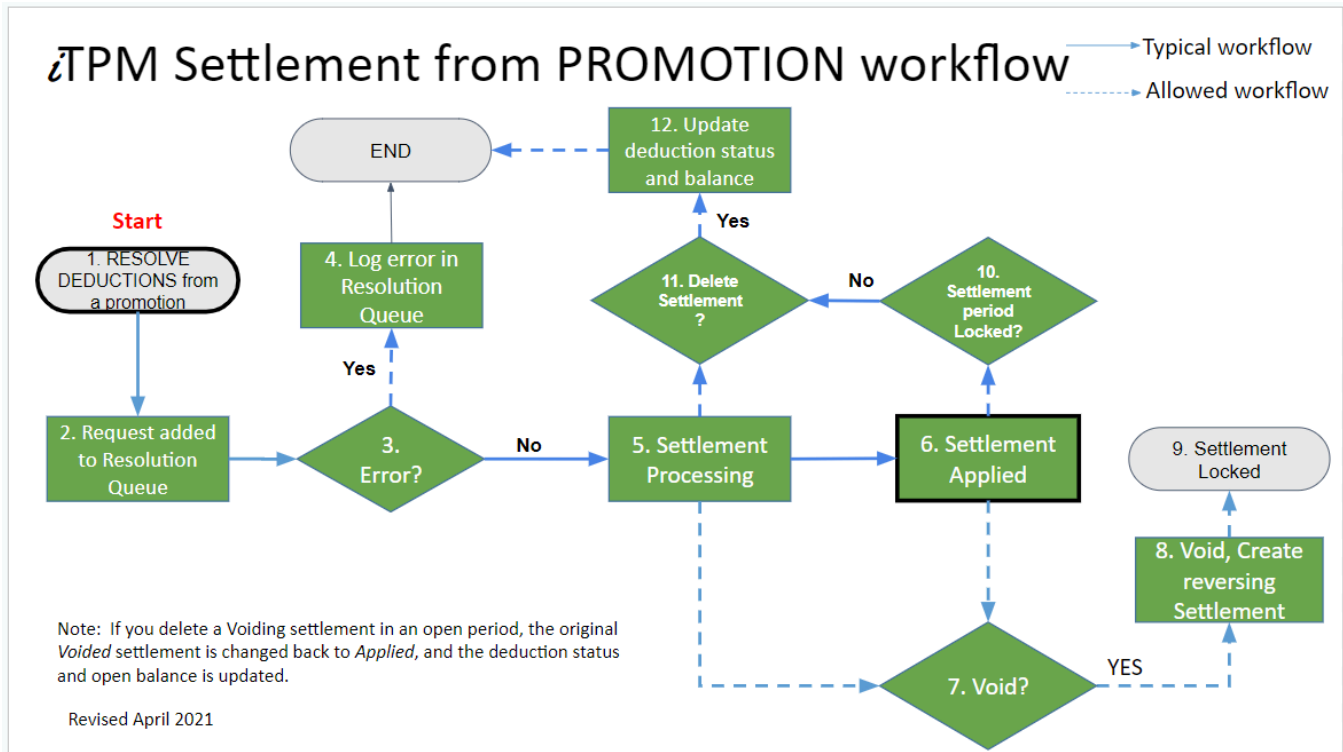 iTPM Settlement from PROMOTION workflow
Typical workflow
Allowed workflow
END
12. Update
deduction status
and balance
Start
Yes
1. RESOLVE
DEDUCTIONS from
a promotion
4. Log error in
Resolution
Queue
11. Delete
Settlement
?
No
10.
Settlement
period
Locked?
Yes
2. Request added
to Resolution
Queue
3.
Error?
No
5. Settlement
Processing
6. Settlement
Applied
9. Settlement
Locked
8. Void, Create
reversing
Settlement
Note: If you delete a Voiding settlement in an open period, the original
Voided settlement is changed back to Applied, and the deduction status
and open balance is updated.
7. Void?
YES
Revised April 2021